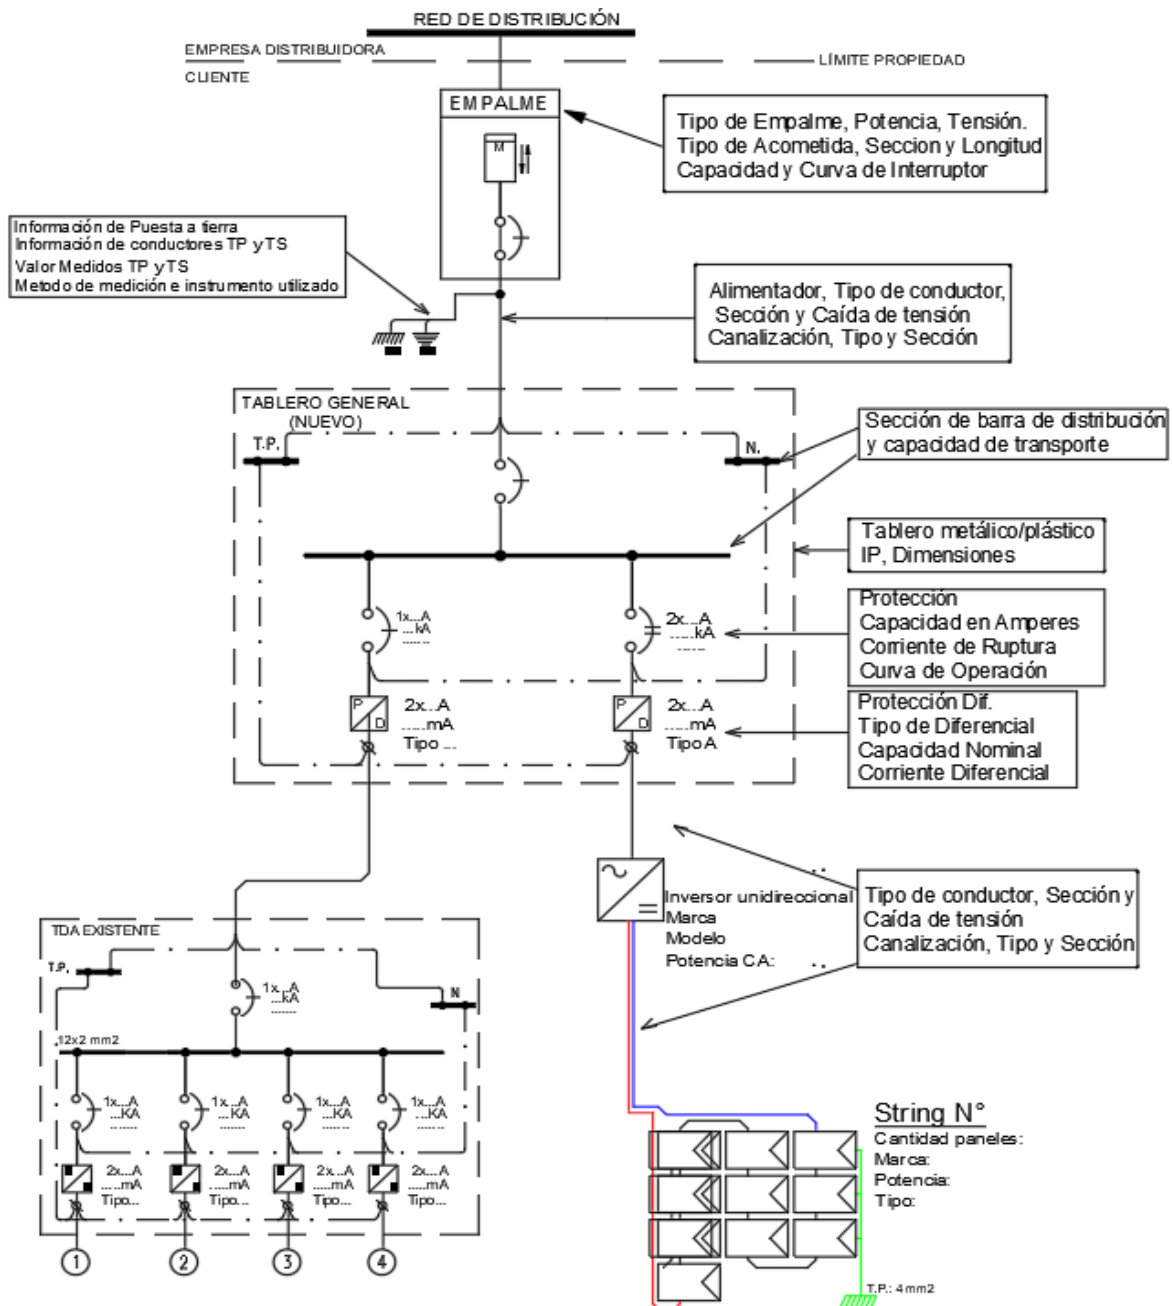 RED DE DISTRIBUCIÓN
EMPRESA DISTRIBUIDORA
LÍMITE PROPIEDAD
CLIENTE
EMPALME
M
Tipo de Empalme, Potencia, Tensión.
Tipo de Acometida, Seccion y Longitud
Capacidad y Curva de Interruptor
Información de Puesta a tierra
Información de conductores TP y TS
Valor Medidos TP y TS
Metodo de medición e instrumento utilizado
Alimentador, Tipo de conductor,
Sección y Caída de tensión
Canalización, Tipo y Sección
TABLERO GENERAL
(NUEVO)
T.P.
N.
Sección de barra de distribución
y capacidad de transporte
Tablero metálico/plástico
IP, Dimensiones
1x...A
...kA
.......
2x...A
.....kA
.......
Protección
Capacidad en Amperes
Corriente de Ruptura
Curva de Operación
P
D
2x...A
.....mA
Tipo ...
P
D
2x...A
.....mA
Tipo A
Protección Dif.
Tipo de Diferencial
Capacidad Nominal
Corriente Diferencial
Inversor unidireccional
Marca
Modelo
Potencia CA:
Tipo de conductor, Sección y
Caída de tensión
Canalización, Tipo y Sección
TDA EXISTENTE
T.P.
N
1x...A
...kA
.......
12x2 mm2
1x...A
...KA
.......
1x...A
...KA
.......
1x...A
...KA
.......
1x...A
...KA
.......
2x...A
.....mA
Tipo...
2x...A
.....mA
Tipo...
2x...A
.....mA
Tipo...
2x...A
.....mA
Tipo...
1
2
3
4
String N°
Cantidad paneles:
Marca:
Potencia:
Tipo:
T.P.: 4mm2